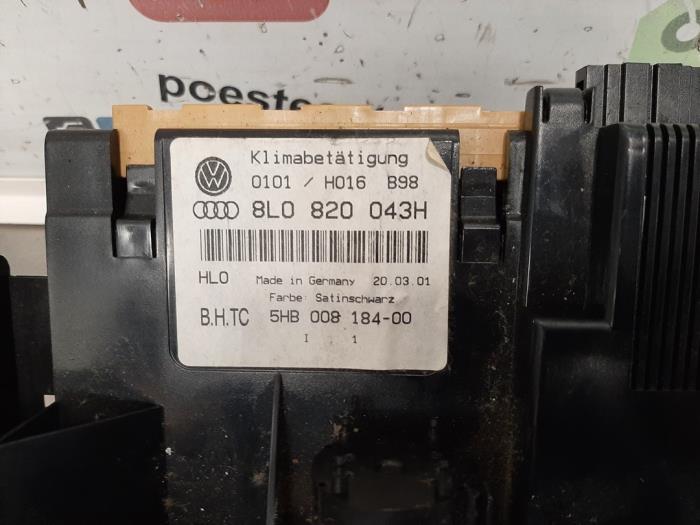 pceste
Klimabetätigung
0101 / H016 B98
8L0 820 043H
HLO Made in Germany 20.03.01
Farbe: Satinschwarz
B.H.TC 5HB 008 184-00
I 1